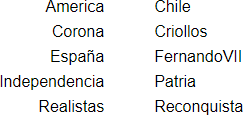 America Chile
Corona Criollos
España FernandoVII
Independencia Patria
Realistas Reconquista